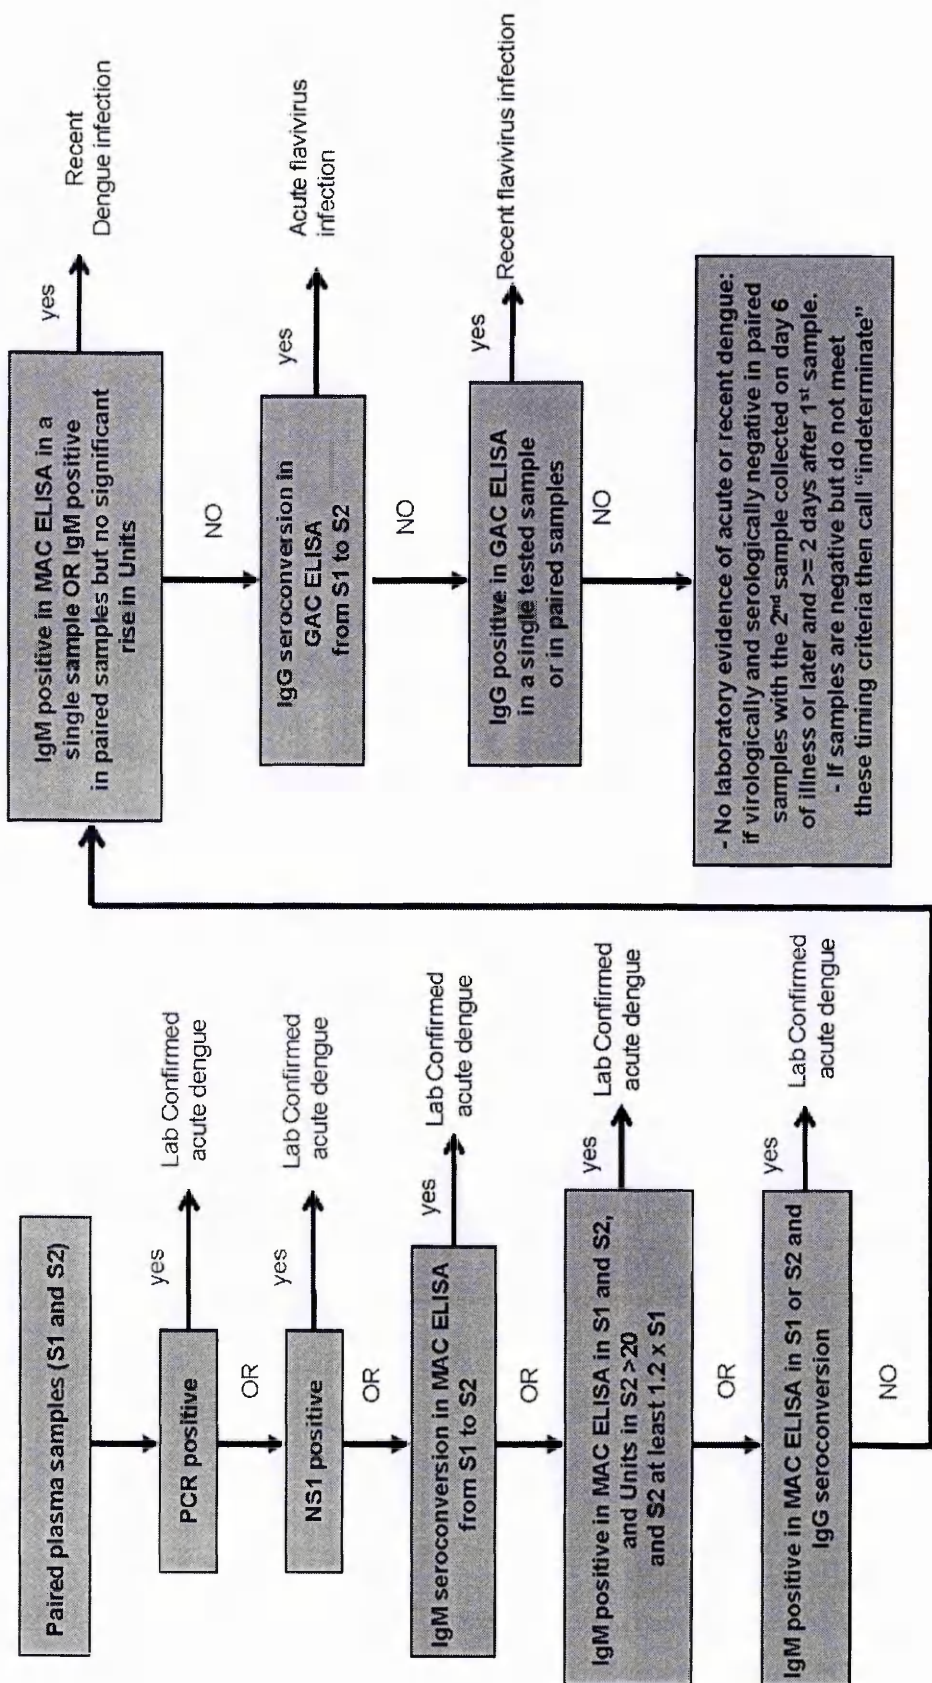 Paired plasma samples (S1 and S2)
PCR positive
yes
Lab Confirmed
acute dengue
OR
NS1 positive
yes
Lab Confirmed
acute dengue
OR
IgM seroconversion in MAC ELISA
from S1 to S2
yes
Lab Confirmed
acute dengue
OR
IgM positive in MAC ELISA in S1 and S2,
and Units in S2 >20
and S2 at least 1.2 x S1
yes
Lab Confirmed
acute dengue
OR
IgM positive in MAC ELISA in S1 or S2 and
IgG seroconversion
yes
Lab Confirmed
acute dengue
NO
IgM positive in MAC ELISA in a
single sample OR IgM positive
in paired samples but no significant
rise in Units
yes
Recent
Dengue infection
NO
IgG seroconversion in
GAC ELISA
from S1 to S2
yes
Acute flavivirus
infection
NO
IgG positive in GAC ELISA
in a single tested sample
or in paired samples
yes
Recent flavivirus infection
NO
- No laboratory evidence of acute or recent dengue:
if virologically and serologically negative in paired
samples with the 2nd sample collected on day 6
of illness or later and >= 2 days after 1st sample.
- If samples are negative but do not meet
these timing criteria then call “indeterminate”